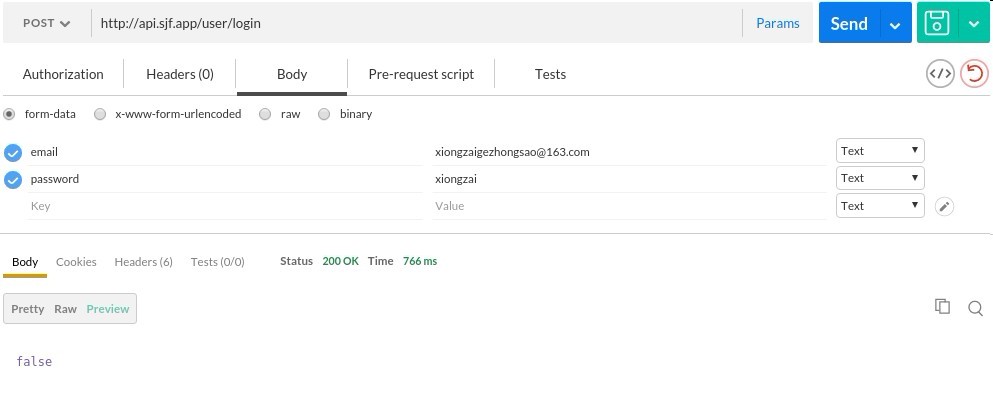 POST http://api.sjf.app/user/login Params Send
Authorization Headers (0) Body Pre-request script Tests
form-data x-www-form-urlencoded raw binary
email xiongzaigezhongsao@163.com Text
password xiongzai Text
Key Value Text
Body Cookies Headers (6) Tests (0/0) Status 200 OK Time 766 ms
Pretty Raw Preview
false